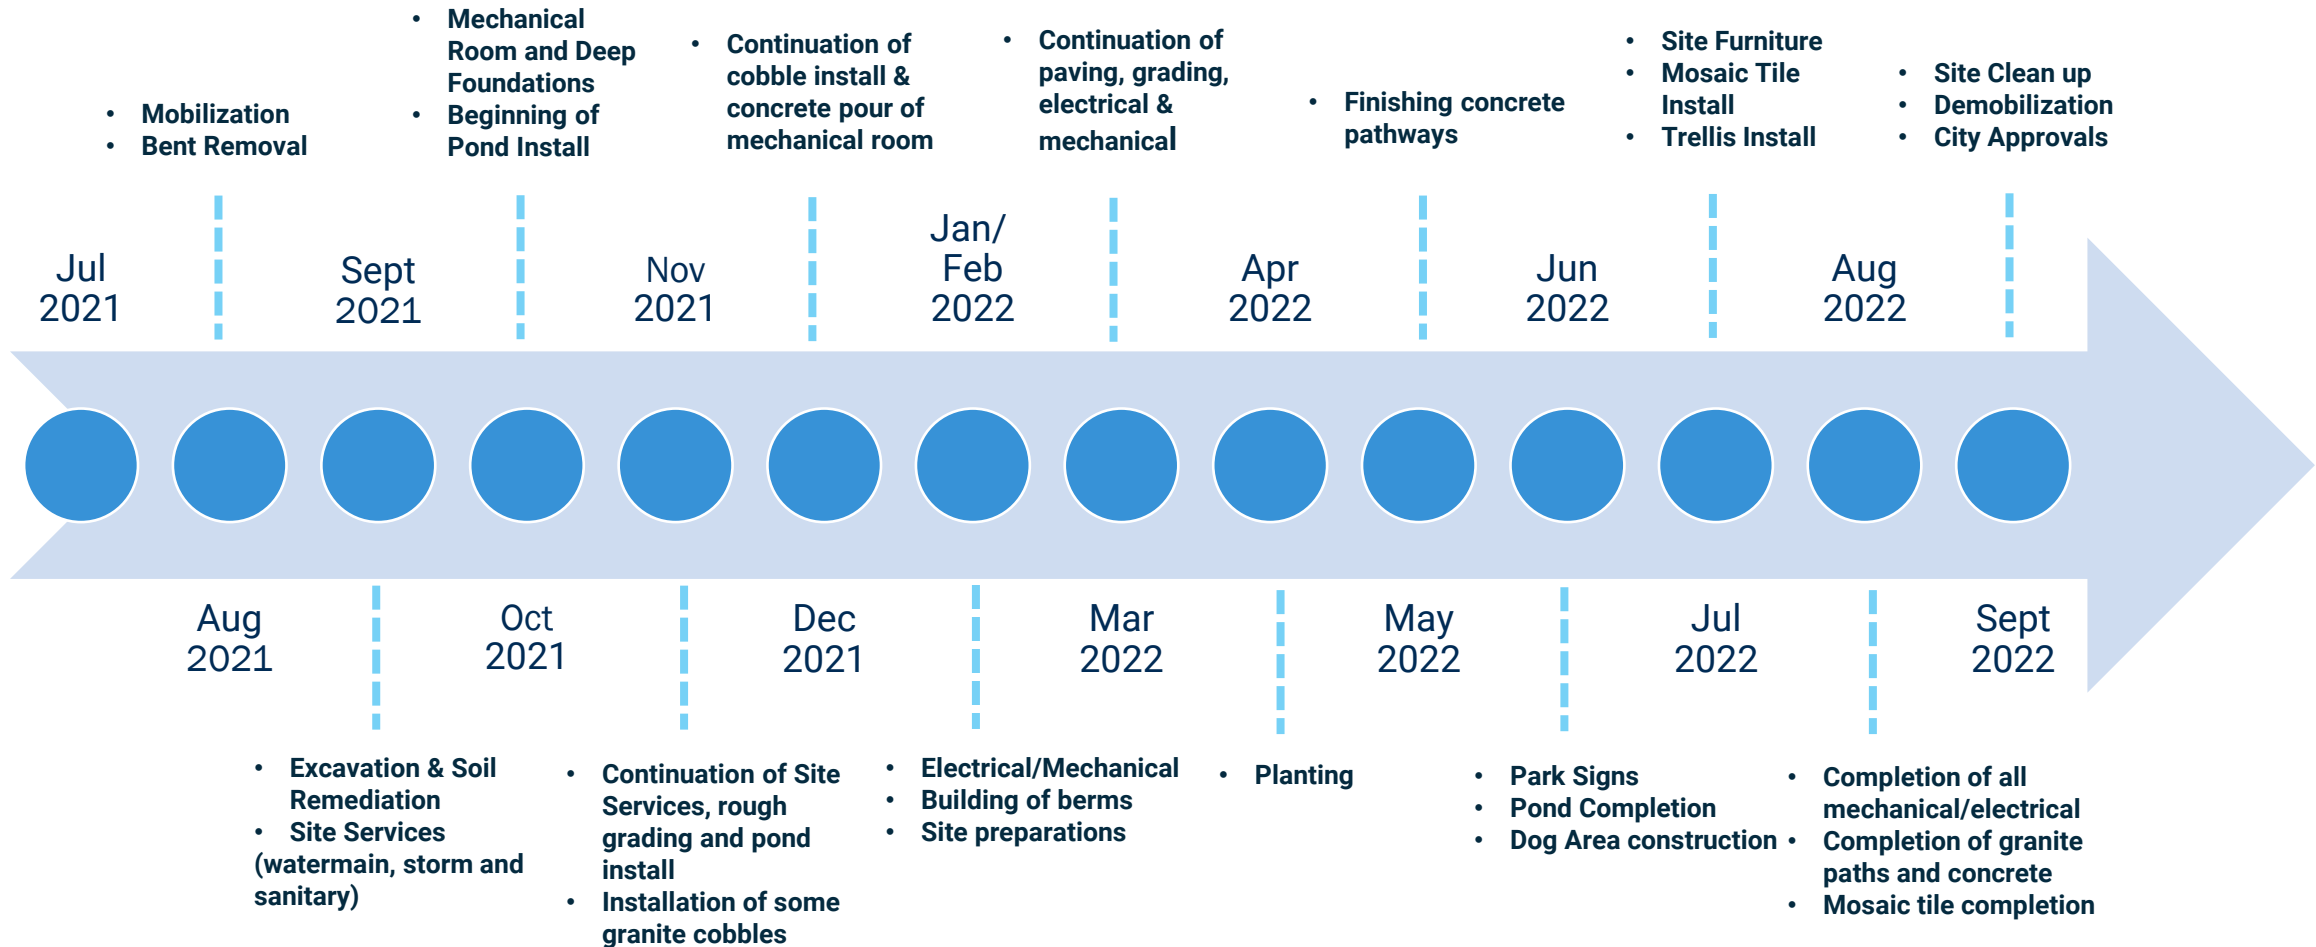 • Mobilization
• Bent Removal
• Mechanical
Room and Deep
Foundations
• Beginning of
Pond Install
• Continuation of
cobble install &
concrete pour of
mechanical room
• Continuation of
paving, grading,
electrical &
mechanical
• Finishing concrete
pathways
• Site Furniture
• Mosaic Tile
Install
• Trellis Install
• Site Clean up
• Demobilization
• City Approvals
Jul
2021
Sept
2021
Nov
2021
Jan/
Feb
2022
Apr
2022
Jun
2022
Aug
2022
Aug
2021
Oct
2021
Dec
2021
Mar
2022
May
2022
Jul
2022
Sept
2022
• Excavation & Soil
Remediation
• Site Services
(watermain, storm and
sanitary)
• Continuation of Site
Services, rough
grading and pond
install
• Installation of some
granite cobbles
• Electrical/Mechanical
• Building of berms
• Site preparations
• Planting
• Park Signs
• Pond Completion
• Dog Area construction
• Completion of all
mechanical/electrical
• Completion of granite
paths and concrete
• Mosaic tile completion